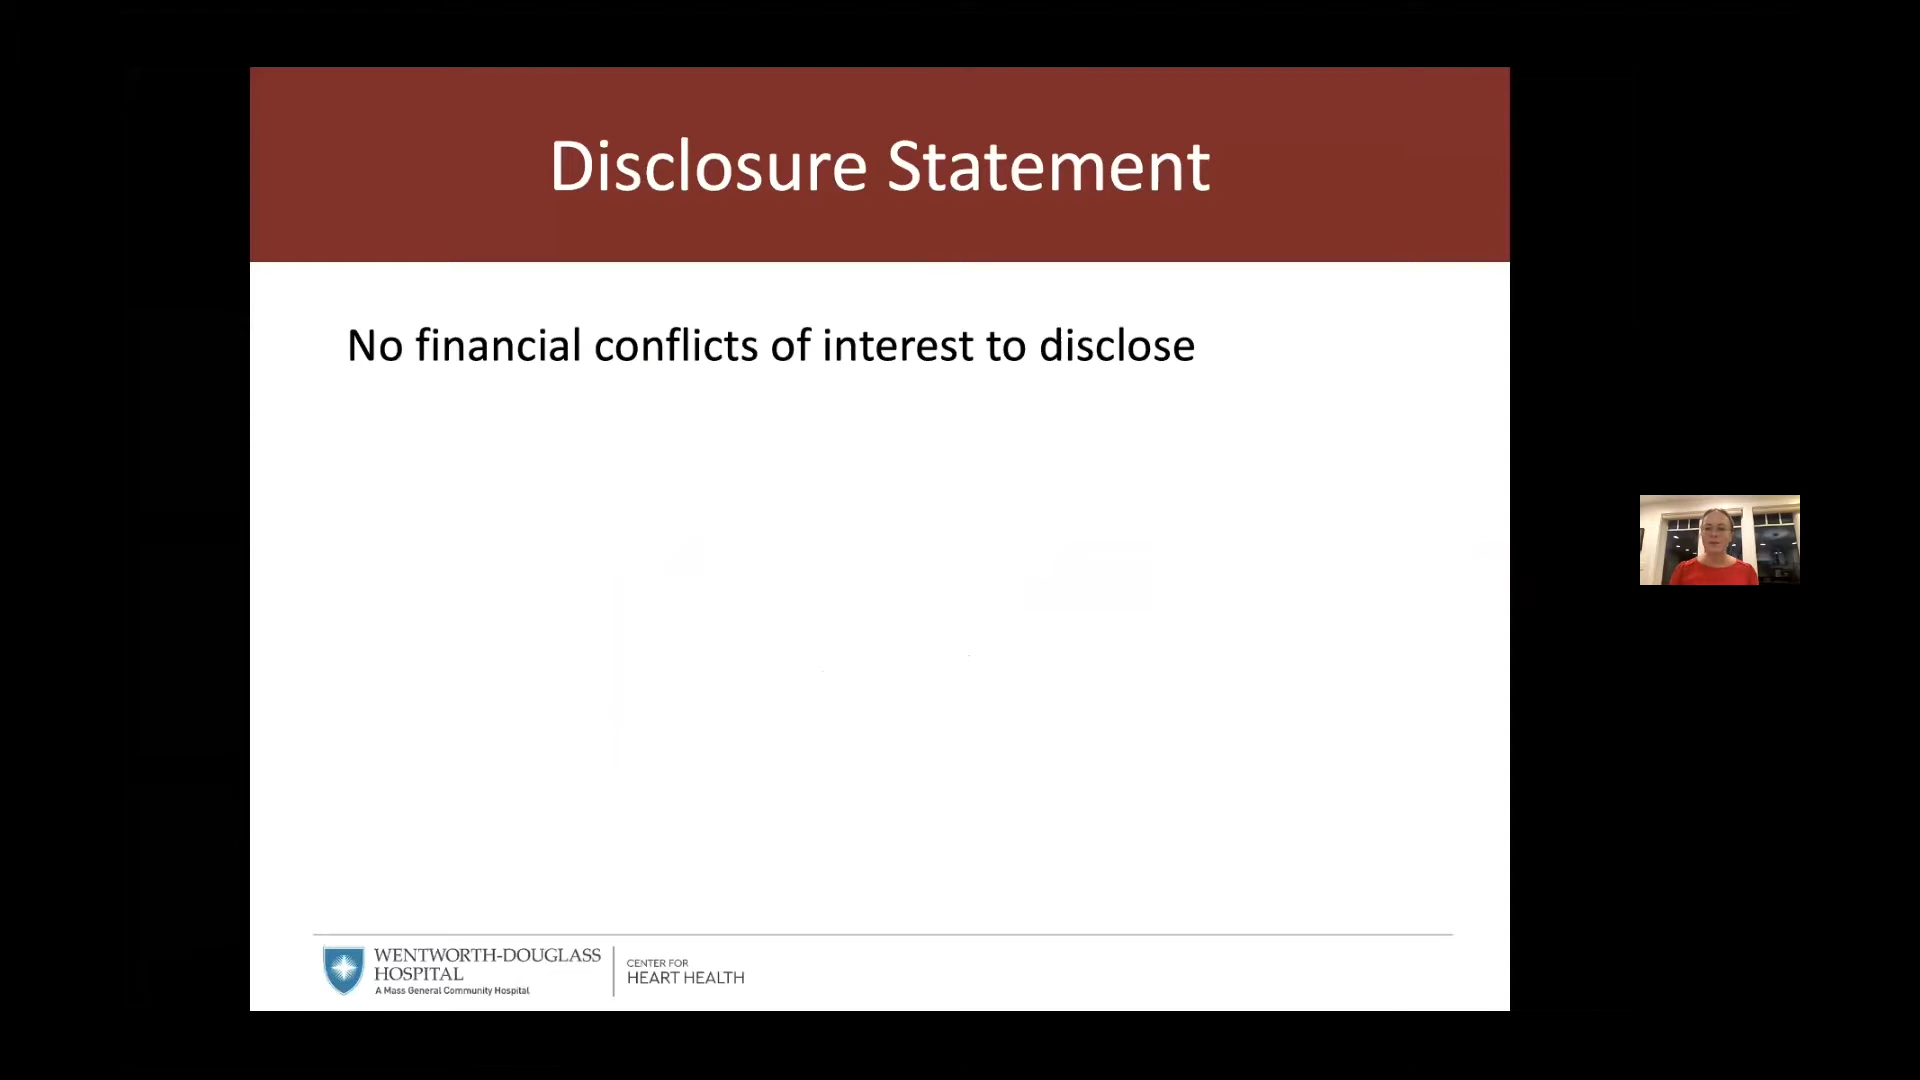 Disclosure Statement
No financial conflicts of interest to disclose
WENTWORTH-DOUGLASS
HOSPITAL
A Mass General Community Hospital
CENTER FOR
HEART HEALTH